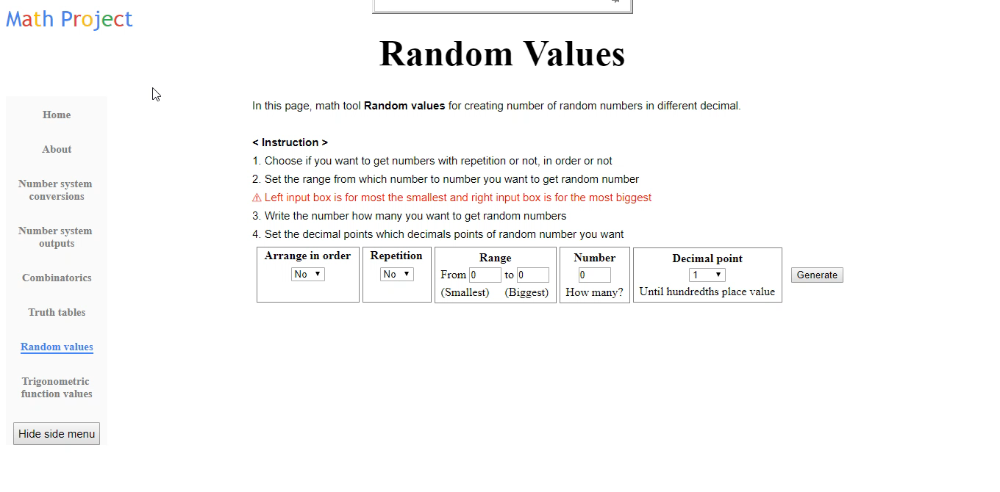 Math Project
Random Values
Home
About
Number system
conversions
Number system
outputs
Combinatorics
Truth tables
Random values
Trigonometric
function values
Hide side menu
In this page, math tool Random values for creating number of random numbers in different decimal.
< Instruction >
1. Choose if you want to get numbers with repetition or not, in order or not
2. Set the range from which number to number you want to get random number
⚠ Left input box is for most the smallest and right input box is for the most biggest
3. Write the number how many you want to get random numbers
4. Set the decimal points which decimals points of random number you want
Arrange in order
No
Repetition
No
Range
From 0 to 0
(Smallest) (Biggest)
Number
0
How many?
Decimal point
1
Until hundredths place value
Generate